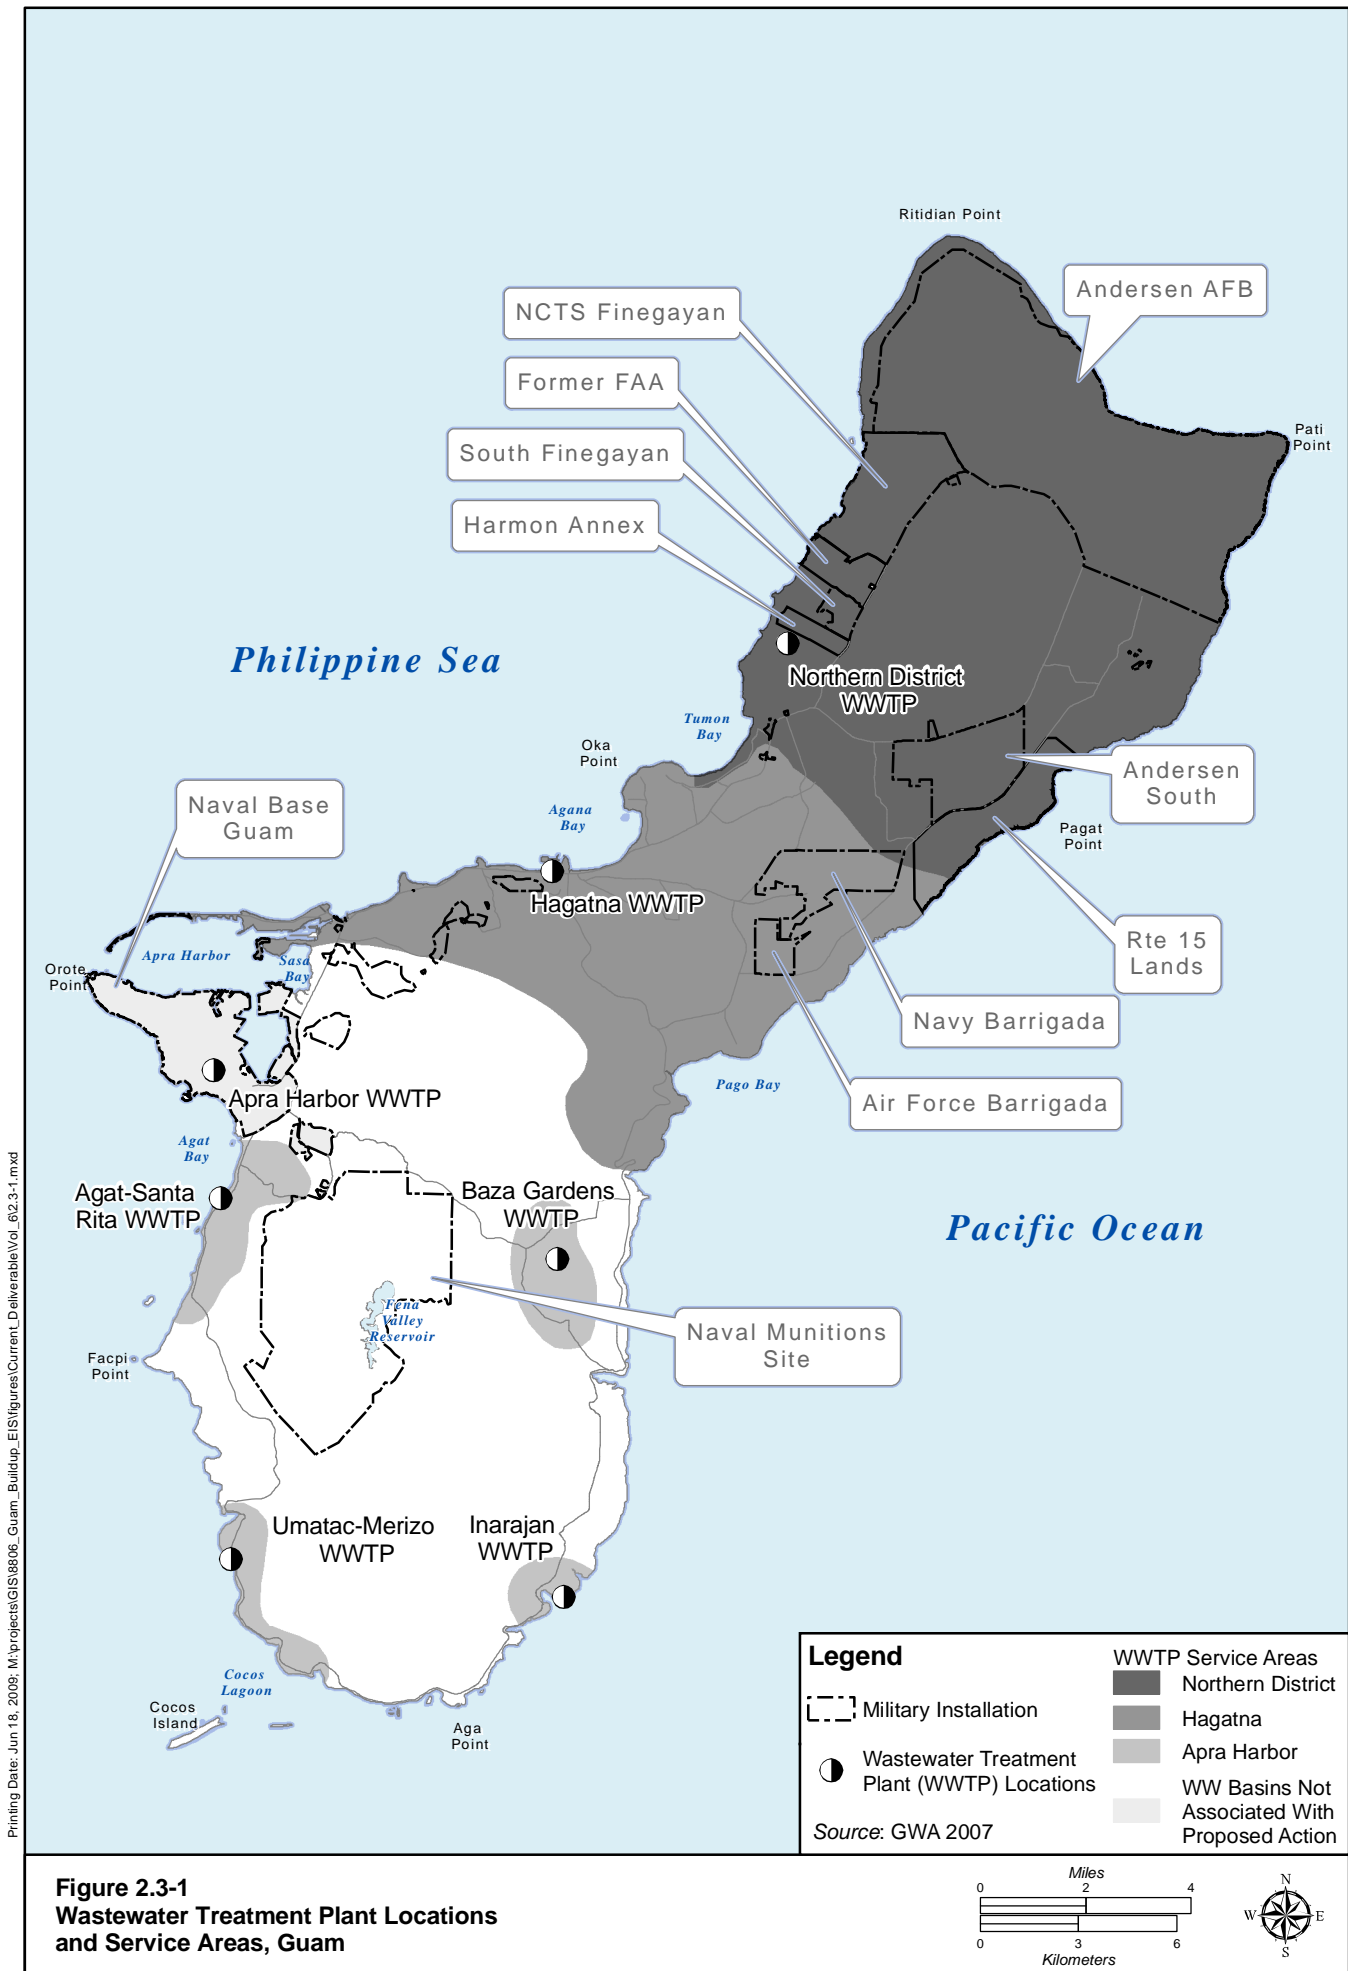 Ritidian Point
Andersen AFB
NCTS Finegayan
Former FAA
South Finegayan
Harmon Annex
Pati
Point
Philippine Sea
Northern District
WWTP
Tumon
Bay
Oka
Point
Andersen
South
Naval Base
Guam
Agana
Bay
Pagat
Point
Hagatna WWTP
Rte 15
Lands
Apra Harbor
Sasa
Bay
Orote
Point
Navy Barrigada
Pago Bay
Air Force Barrigada
Apra Harbor WWTP
Agat
Bay
Agat-Santa
Rita WWTP
Baza Gardens
WWTP
Pacific Ocean
Fena
Valley
Reservoir
Naval Munitions
Site
Facpi
Point
Umatac-Merizo
WWTP
Inarajan
WWTP
Cocos
Lagoon
Cocos
Island
Aga
Point
Legend
Military Installation
Wastewater Treatment
Plant (WWTP) Locations
Source: GWA 2007
WWTP Service Areas
Northern District
Hagatna
Apra Harbor
WW Basins Not
Associated With
Proposed Action
Printing Date: Jun 18, 2009; M:\projects\GIS\8806_Guam_Buildup_EIS\figures\Current_Deliverable\Vol_6\2.3-1.mxd
Figure 2.3-1
Wastewater Treatment Plant Locations
and Service Areas, Guam
Miles
0 2 4
0 3 6
Kilometers
N
W E
S